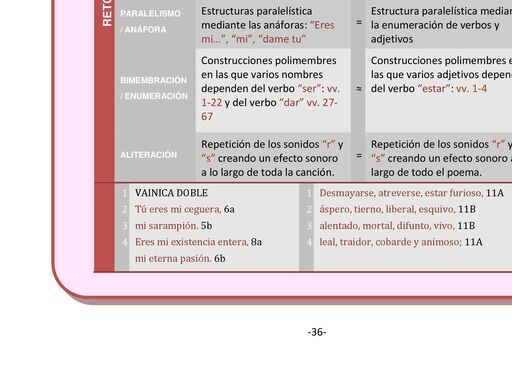 RETO
PARALELISMO
/ ANÁFORA
Estructuras paralelística
mediante las anáforas: “Eres
mi…”, “mi”, “dame tu”
=
Estructura paralelística median
la enumeración de verbos y
adjetivos
BIMEMBRACIÓN
/ ENUMERACIÓN
Construcciones polimembres
en las que varios nombres
dependen del verbo “ser”: vv.
1-22 y del verbo “dar” vv. 27-
67
≈
Construcciones polimembres e
las que varios adjetivos depen
del verbo “estar”: vv. 1-4
ALITERACIÓN
Repetición de los sonidos “r” y
“s” creando un efecto sonoro
a lo largo de toda la canción.
=
Repetición de los sonidos “r” y
“s” creando un efecto sonoro a
largo de todo el poema.
1 VAINICA DOBLE
2 Tú eres mi ceguera, 6a
3 mi sarampión. 5b
4 Eres mi existencia entera, 8a
mi eterna pasión. 6b
1 Desmayarse, atreverse, estar furioso, 11A
2 áspero, tierno, liberal, esquivo, 11B
3 alentado, mortal, difunto, vivo, 11B
4 leal, traidor, cobarde y animoso; 11A
-36-